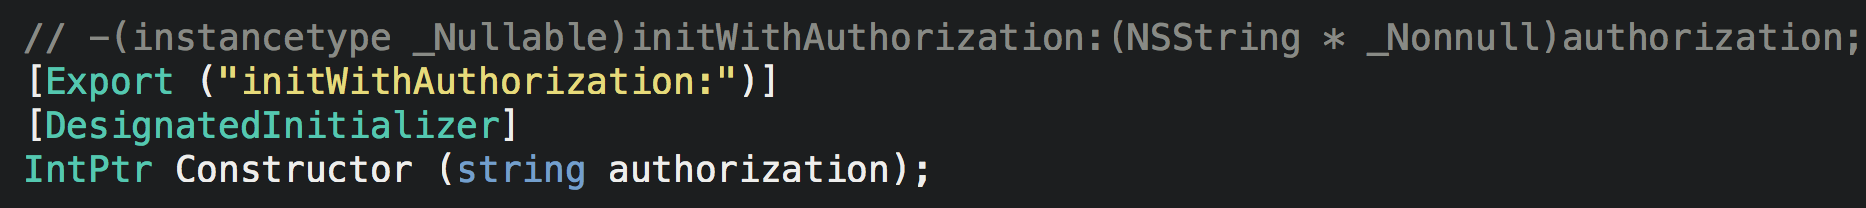 // -(instancetype _Nullable)initWithAuthorization:(NSString * _Nonnull)authorization;
[Export ("initWithAuthorization:")]
[DesignatedInitializer]
IntPtr Constructor (string authorization);